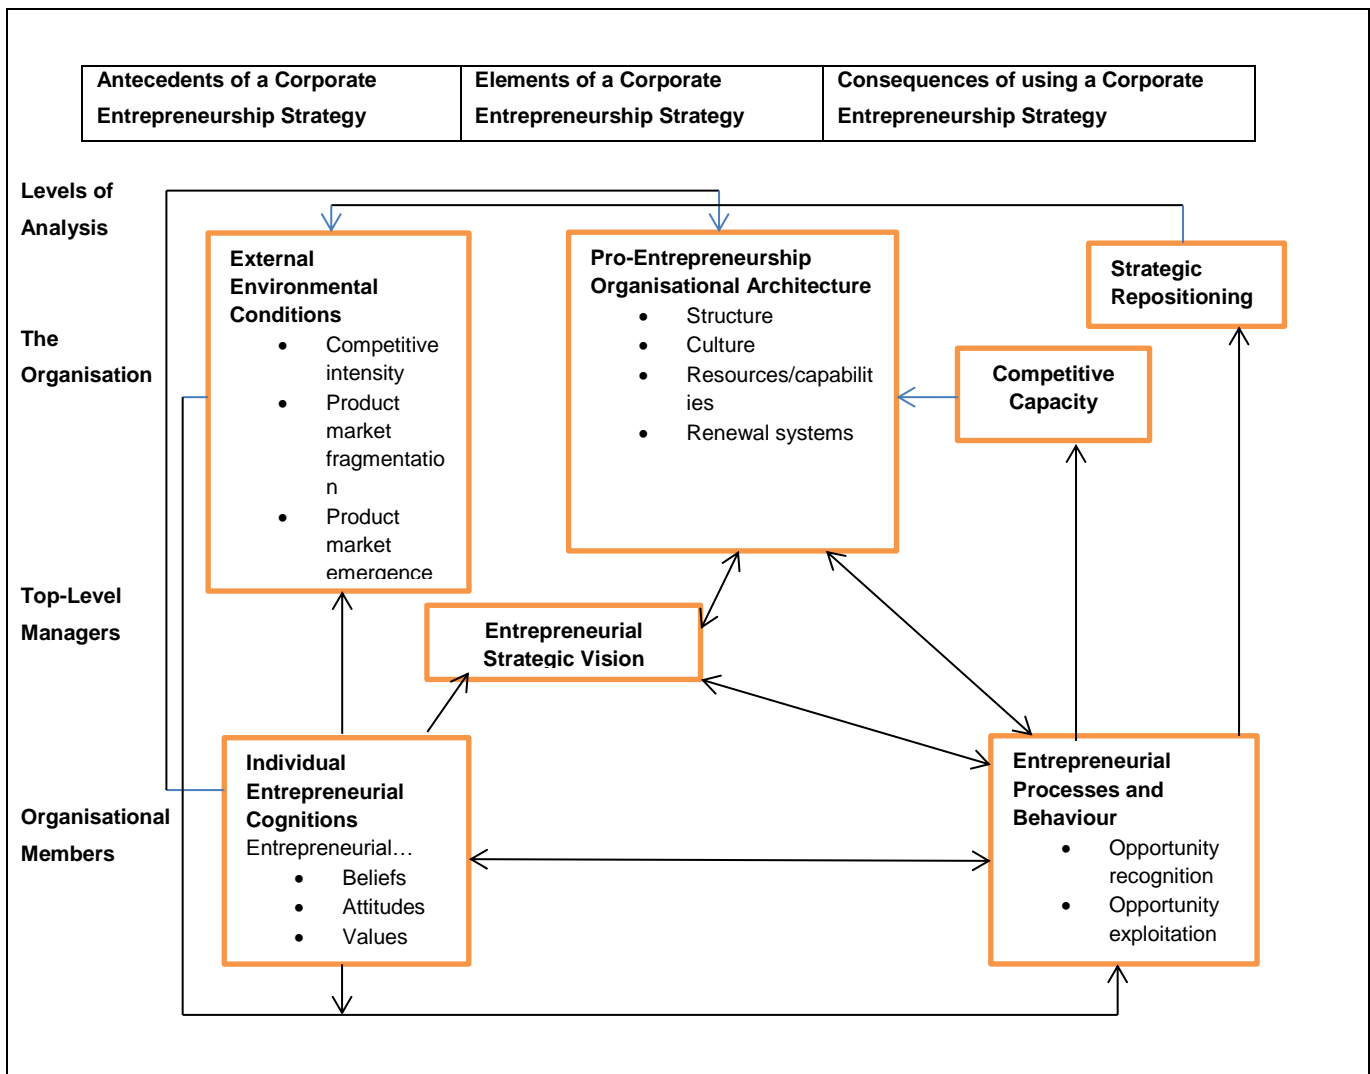 Antecedents of a Corporate
Entrepreneurship Strategy
Elements of a Corporate
Entrepreneurship Strategy
Consequences of using a Corporate
Entrepreneurship Strategy
Levels of
Analysis
The
Organisation
Top-Level
Managers
Organisational
Members
External
Environmental
Conditions
• Competitive
intensity
• Product
market
fragmentatio
n
• Product
market
emergence
Pro-Entrepreneurship
Organisational Architecture
• Structure
• Culture
• Resources/capabilit
ies
• Renewal systems
Strategic
Repositioning
Competitive
Capacity
Entrepreneurial
Strategic Vision
Individual
Entrepreneurial
Cognitions
Entrepreneurial…
• Beliefs
• Attitudes
• Values
Entrepreneurial
Processes and
Behaviour
• Opportunity
recognition
• Opportunity
exploitation